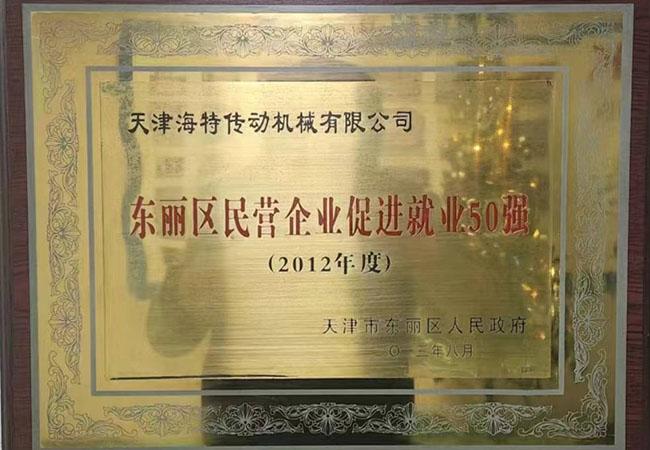 天津海特传动机械有限公司
东丽区民营企业促进就业50强
(2012年度)
天津市东丽区人民政府
二〇一三年八月